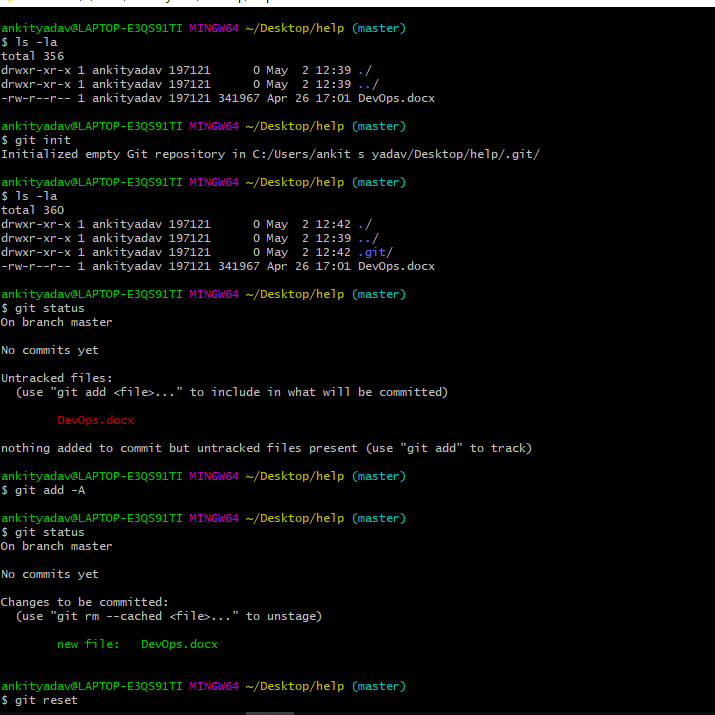 ankityadav@LAPTOP-E3QS91TI MINGW64 ~/Desktop/help (master)
$ ls -la
total 356
drwxr-xr-x 1 ankityadav 197121      0 May  2 12:39 ./
drwxr-xr-x 1 ankityadav 197121      0 May  2 12:39 ../
-rw-r--r-- 1 ankityadav 197121 341967 Apr 26 17:01 DevOps.docx

ankityadav@LAPTOP-E3QS91TI MINGW64 ~/Desktop/help (master)
$ git init
Initialized empty Git repository in C:/Users/ankit s yadav/Desktop/help/.git/

ankityadav@LAPTOP-E3QS91TI MINGW64 ~/Desktop/help (master)
$ ls -la
total 360
drwxr-xr-x 1 ankityadav 197121      0 May  2 12:42 ./
drwxr-xr-x 1 ankityadav 197121      0 May  2 12:39 ../
drwxr-xr-x 1 ankityadav 197121      0 May  2 12:42 .git/
-rw-r--r-- 1 ankityadav 197121 341967 Apr 26 17:01 DevOps.docx

ankityadav@LAPTOP-E3QS91TI MINGW64 ~/Desktop/help (master)
$ git status
On branch master

No commits yet

Untracked files:
  (use "git add <file>..." to include in what will be committed)

        DevOps.docx

nothing added to commit but untracked files present (use "git add" to track)

ankityadav@LAPTOP-E3QS91TI MINGW64 ~/Desktop/help (master)
$ git add -A

ankityadav@LAPTOP-E3QS91TI MINGW64 ~/Desktop/help (master)
$ git status
On branch master

No commits yet

Changes to be committed:
  (use "git rm --cached <file>..." to unstage)

        new file:   DevOps.docx


ankityadav@LAPTOP-E3QS91TI MINGW64 ~/Desktop/help (master)
$ git reset